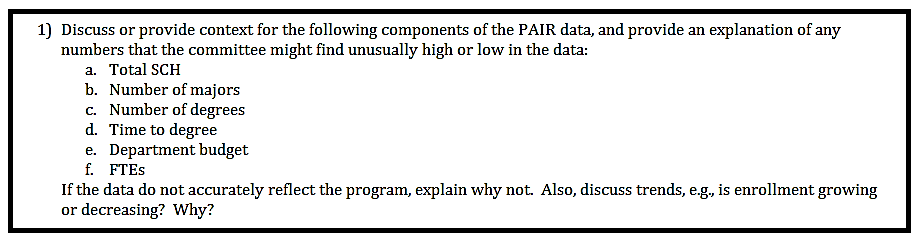 1) Discuss or provide context for the following components of the PAIR data, and provide an explanation of any
numbers that the committee might find unusually high or low in the data:
a. Total SCH
b. Number of majors
c. Number of degrees
d. Time to degree
e. Department budget
f. FTEs
If the data do not accurately reflect the program, explain why not.  Also, discuss trends, e.g., is enrollment growing
or decreasing?  Why?